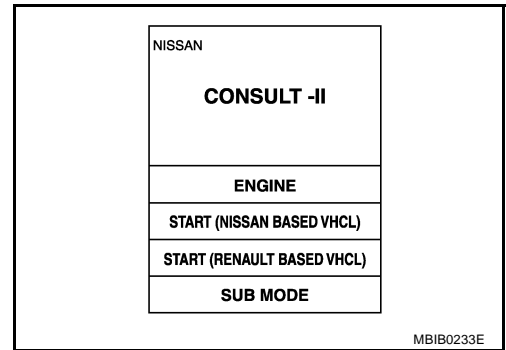 NISSAN
CONSULT -II
ENGINE
START (NISSAN BASED VHCL)
START (RENAULT BASED VHCL)
SUB MODE
MBIB0233E